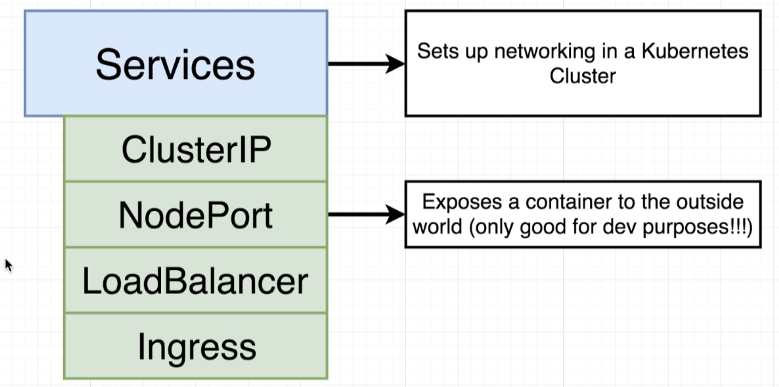 Services
Sets up networking in a Kubernetes
Cluster
ClusterIP
NodePort
Exposes a container to the outside
world (only good for dev purposes!!!)
LoadBalancer
Ingress